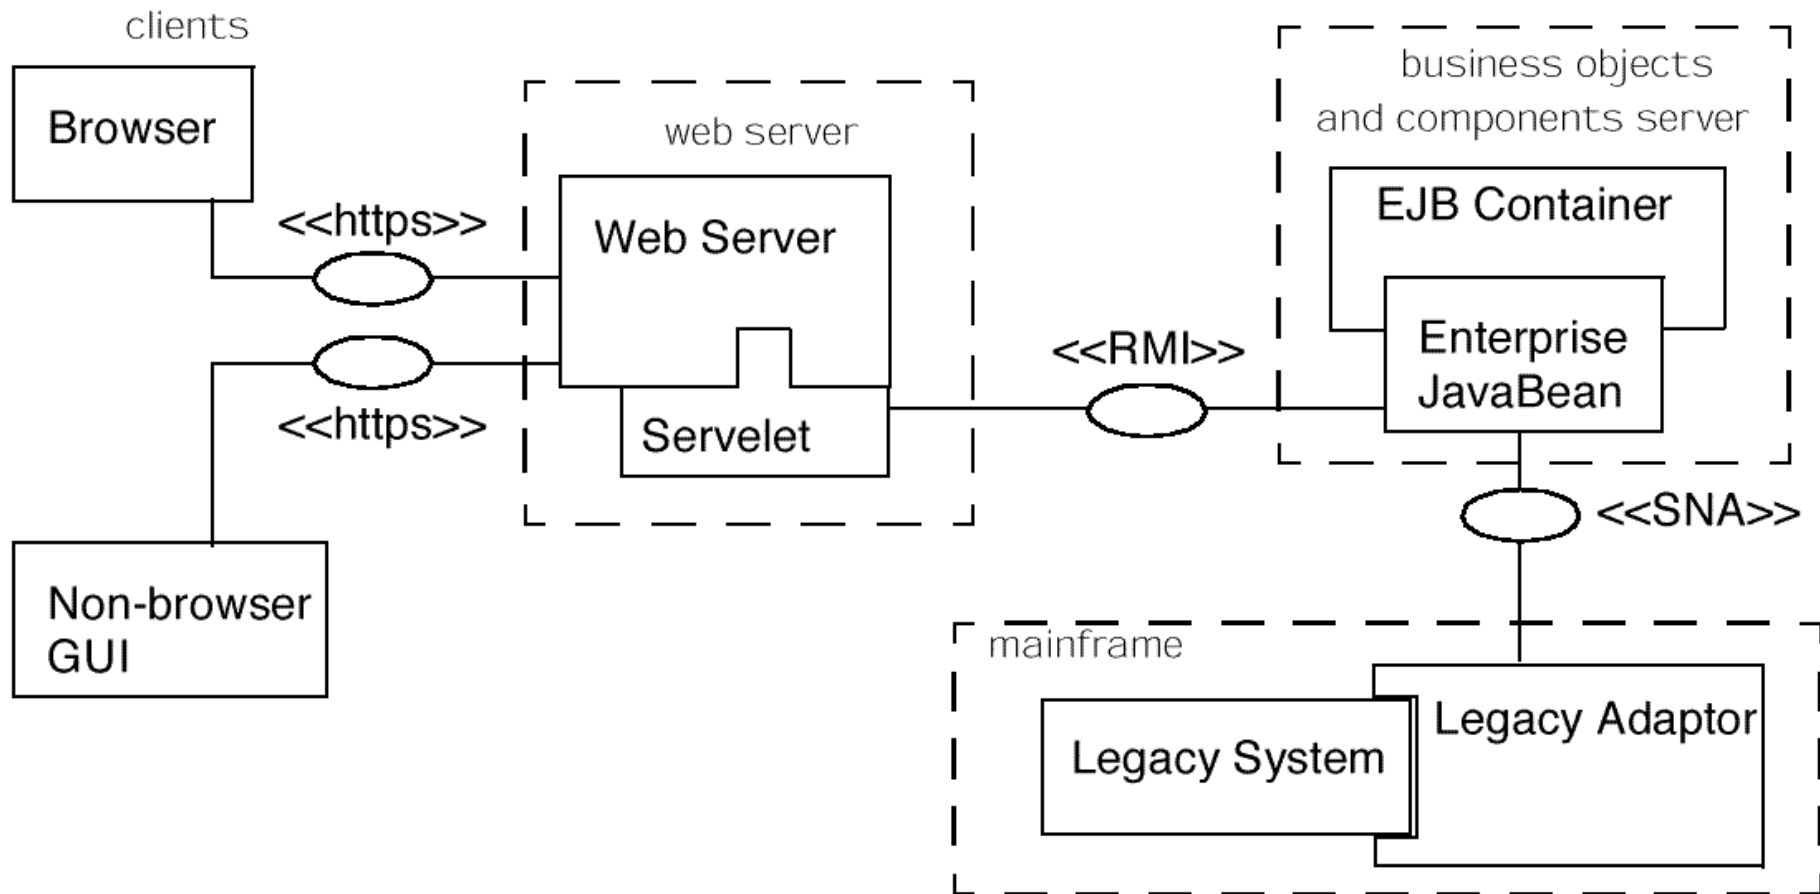 clients
Browser
<<https>>
<<https>>
Non-browser
GUI
web server
Web Server
Servelet
<<RMI>>
business objects
and components server
EJB Container
Enterprise
JavaBean
<<SNA>>
mainframe
Legacy System
Legacy Adaptor